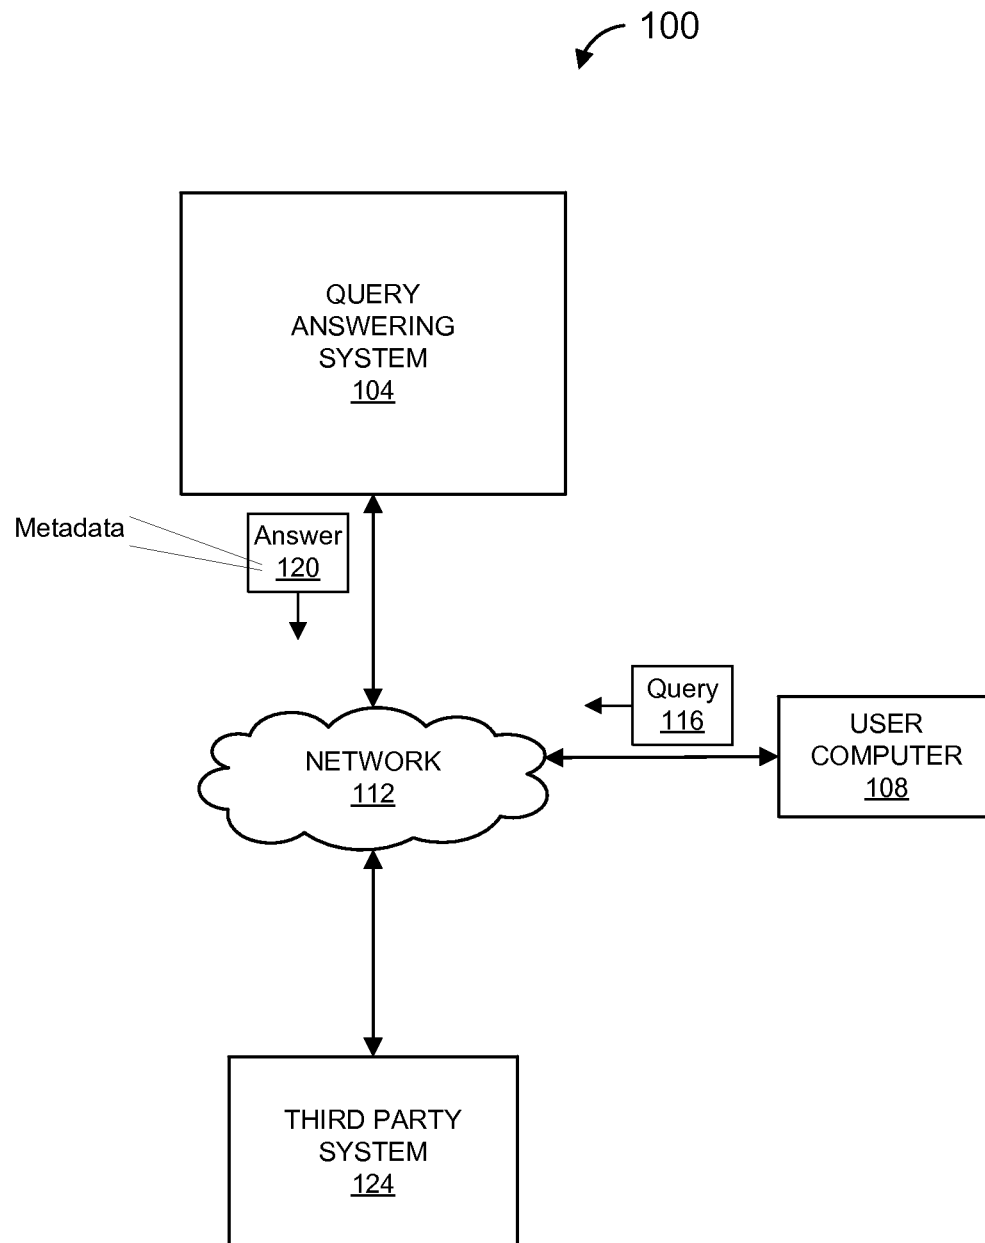 100
QUERY
ANSWERING
SYSTEM
104
Metadata
Answer
120
Query
116
USER
COMPUTER
108
NETWORK
112
THIRD PARTY
SYSTEM
124